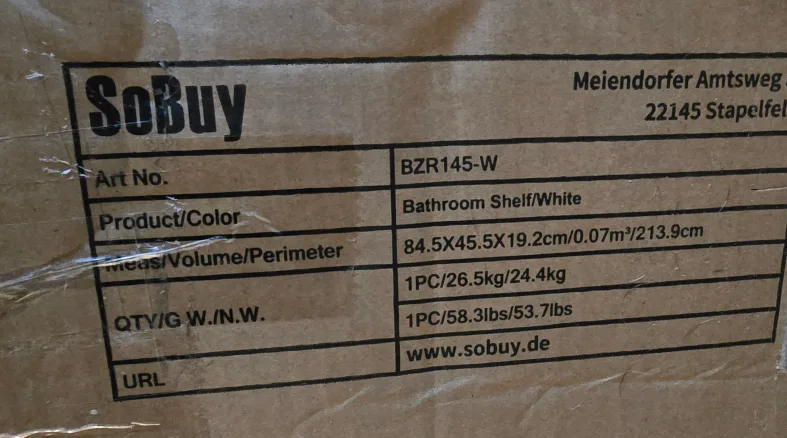 SoBuy
Meiendorfer Amtsweg
22145 Stapelfel
Art No. BZR145-W
Product/Color Bathroom Shelf/White
Meas/Volume/Perimeter 84.5X45.5X19.2cm/0.07m³/213.9cm
QTY/G.W./N.W. 1PC/26.5kg/24.4kg
1PC/58.3lbs/53.7lbs
URL www.sobuy.de